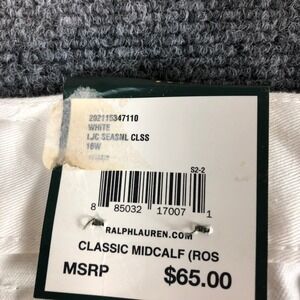 202115347110
WHITE
LJC SEASNL CLSS
16W
S2-2
8 85032 17007 1
RALPHLAUREN.COM
CLASSIC MIDCALF (ROS
MSRP $65.00